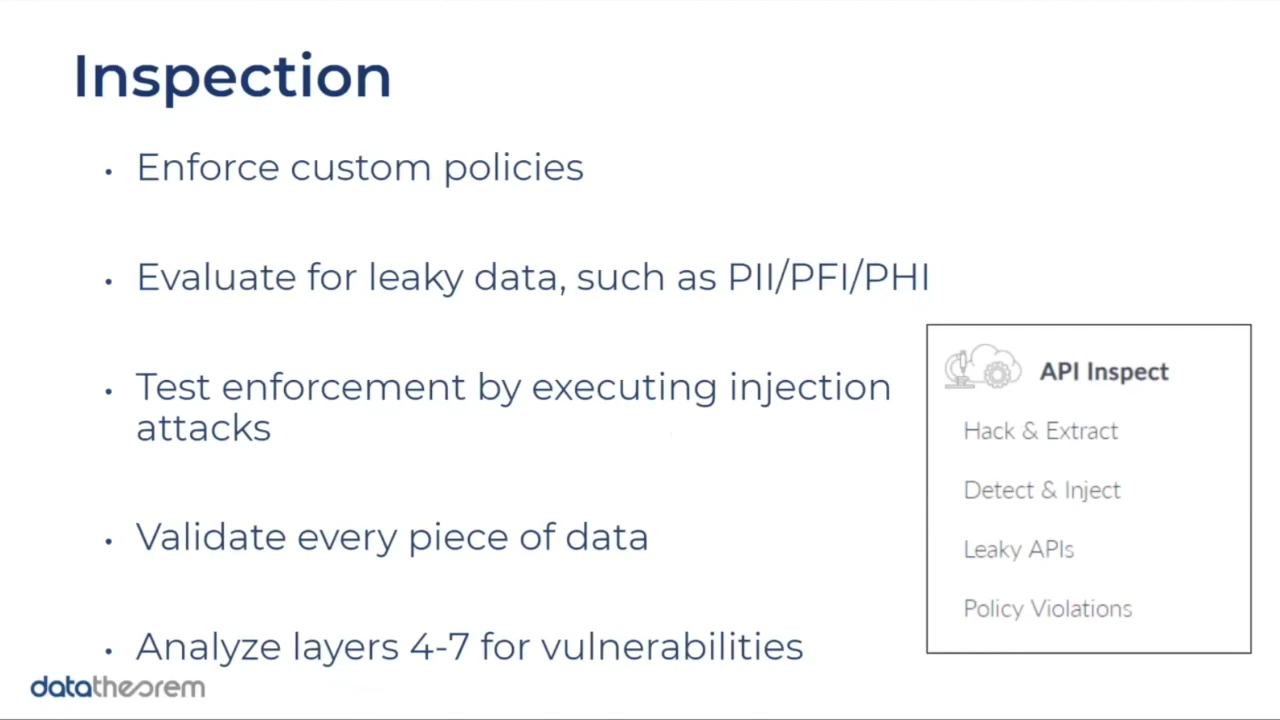 Inspection
• Enforce custom policies
• Evaluate for leaky data, such as PII/PFI/PHI
• Test enforcement by executing injection
attacks
• Validate every piece of data
• Analyze layers 4-7 for vulnerabilities
API Inspect
Hack & Extract
Detect & Inject
Leaky APIs
Policy Violations
datatheorem